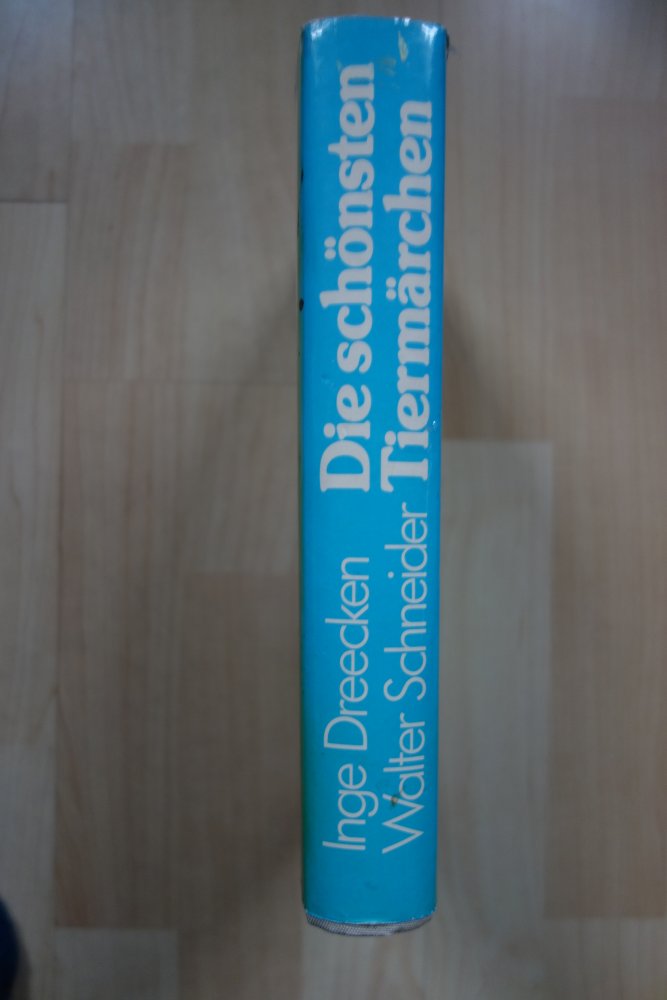 Inge Dreecken
Walter Schneider
Die schönsten
Tiermärchen